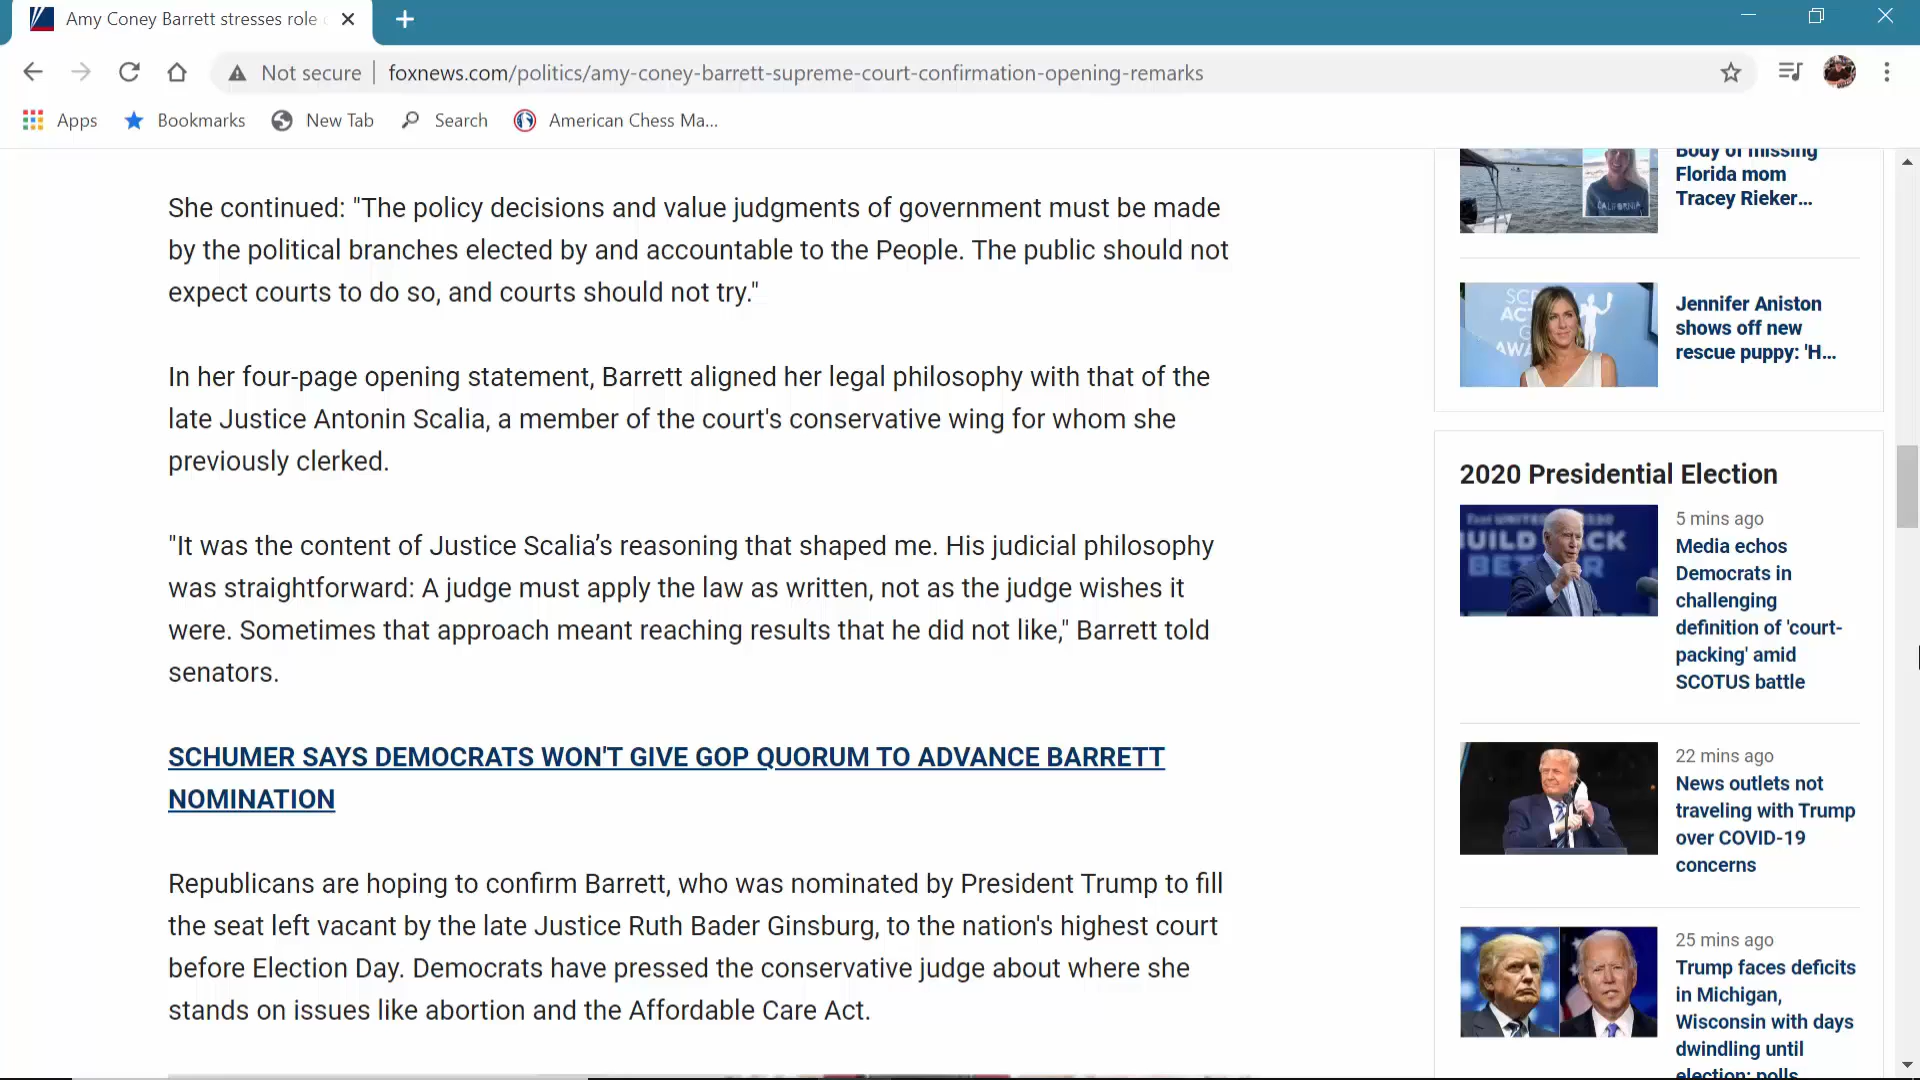 Amy Coney Barrett stresses role
Not secure
foxnews.com/politics/amy-coney-barrett-supreme-court-confirmation-opening-remarks
Apps
Bookmarks
New Tab
Search
American Chess Ma...
She continued: "The policy decisions and value judgments of government must be made
by the political branches elected by and accountable to the People. The public should not
expect courts to do so, and courts should not try."
In her four-page opening statement, Barrett aligned her legal philosophy with that of the
late Justice Antonin Scalia, a member of the court's conservative wing for whom she
previously clerked.
"It was the content of Justice Scalia’s reasoning that shaped me. His judicial philosophy
was straightforward: A judge must apply the law as written, not as the judge wishes it
were. Sometimes that approach meant reaching results that he did not like," Barrett told
senators.
SCHUMER SAYS DEMOCRATS WON'T GIVE GOP QUORUM TO ADVANCE BARRETT
NOMINATION
Republicans are hoping to confirm Barrett, who was nominated by President Trump to fill
the seat left vacant by the late Justice Ruth Bader Ginsburg, to the nation's highest court
before Election Day. Democrats have pressed the conservative judge about where she
stands on issues like abortion and the Affordable Care Act.
Body of missing
Florida mom
Tracey Rieker...
CALIFORNIA
Jennifer Aniston
shows off new
rescue puppy: 'H...
2020 Presidential Election
5 mins ago
Media echos
Democrats in
challenging
definition of 'court-
packing' amid
SCOTUS battle
22 mins ago
News outlets not
traveling with Trump
over COVID-19
concerns
25 mins ago
Trump faces deficits
in Michigan,
Wisconsin with days
dwindling until
election: polls